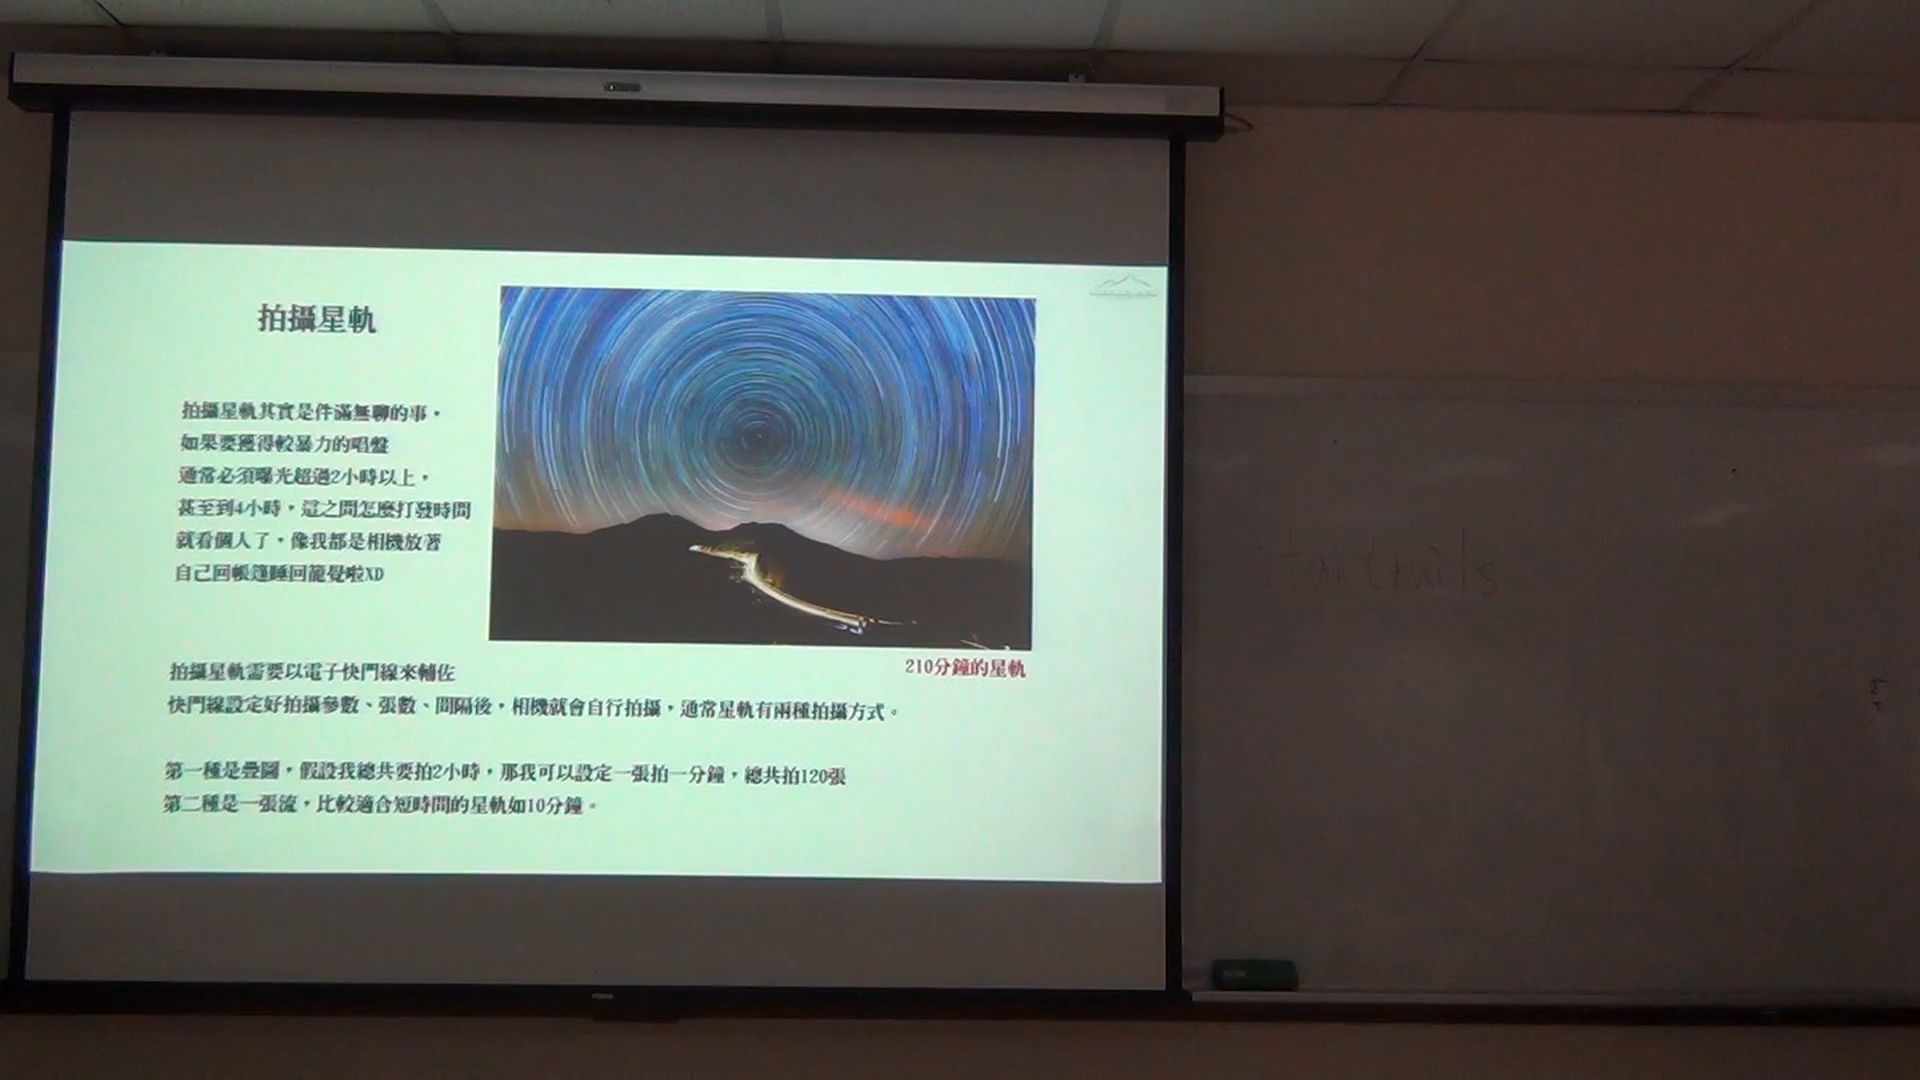 拍攝星軌
拍攝星軌其實是件滿無聊的事，
如果要獲得較暴力的唱盤
通常必須曝光超過2小時以上，
甚至到4小時，這之間怎麼打發時間
就看個人了，像我都是相機放著
自己回帳篷睡回籠覺啦XD
210分鐘的星軌
拍攝星軌需要以電子快門線來輔佐
快門線設定好拍攝參數、張數、間隔後，相機就會自行拍攝，通常星軌有兩種拍攝方式。
第一種是疊圖，假設我總共要拍2小時，那我可以設定一張拍一分鐘，總共拍120張
第二種是一張流，比較適合短時間的星軌如10分鐘。
tartrails